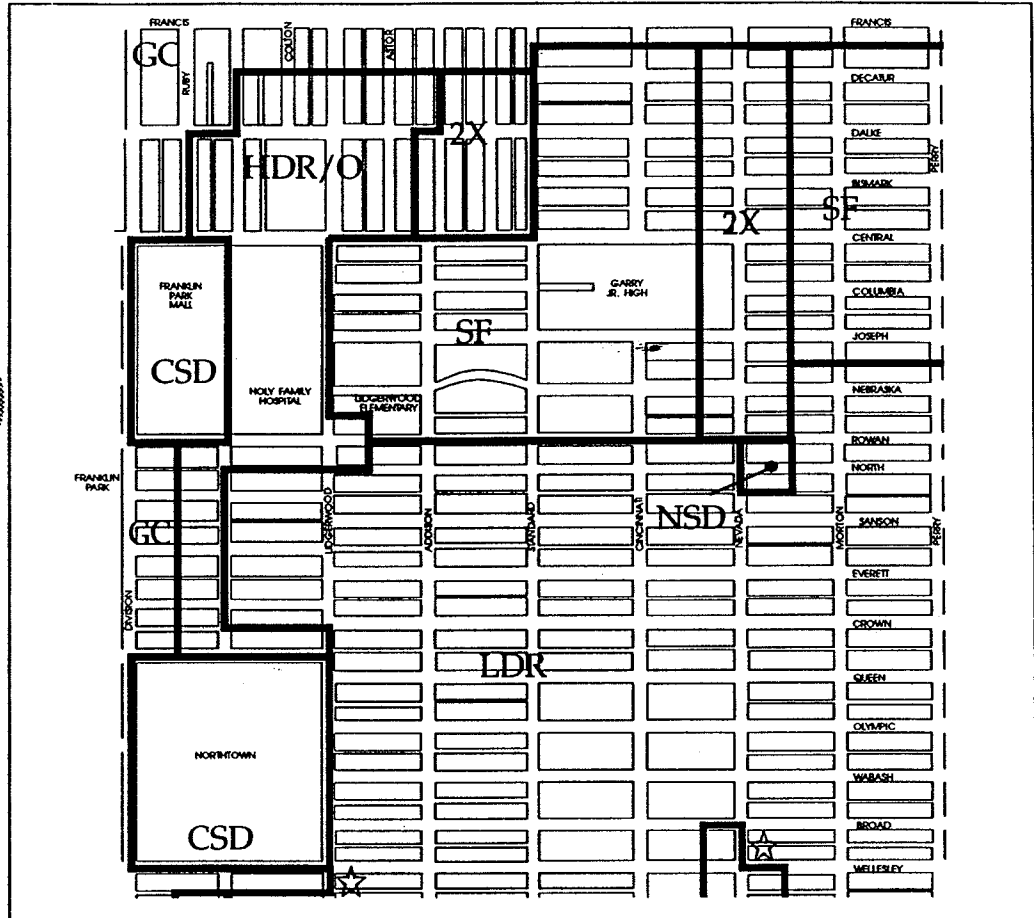 FRANCIS
COLTON
ASTOR
FRANCIS
GC
RUBY
DECATUR
2X
DALKE
PERRY
HDR/O
BISMARK
SF
2X
CENTRAL
FRANKLIN
PARK
MALL
GARRY
JR. HIGH
COLUMBIA
SF
JOSEPH
CSD
HOLY FAMILY
HOSPITAL
LIDGERWOOD
ELEMENTARY
NEBRASKA
ROWAN
NORTH
FRANKLIN
PARK
LIDGERWOOD
ADDISON
STANDARD
CINCINNATI
NEVADA
MORTON
PERRY
NSD
SANSON
GC
EVERETT
DIVISION
CROWN
LDR
QUEEN
OLYMPIC
NORTHTOWN
WABASH
CSD
BROAD
WELLESLEY